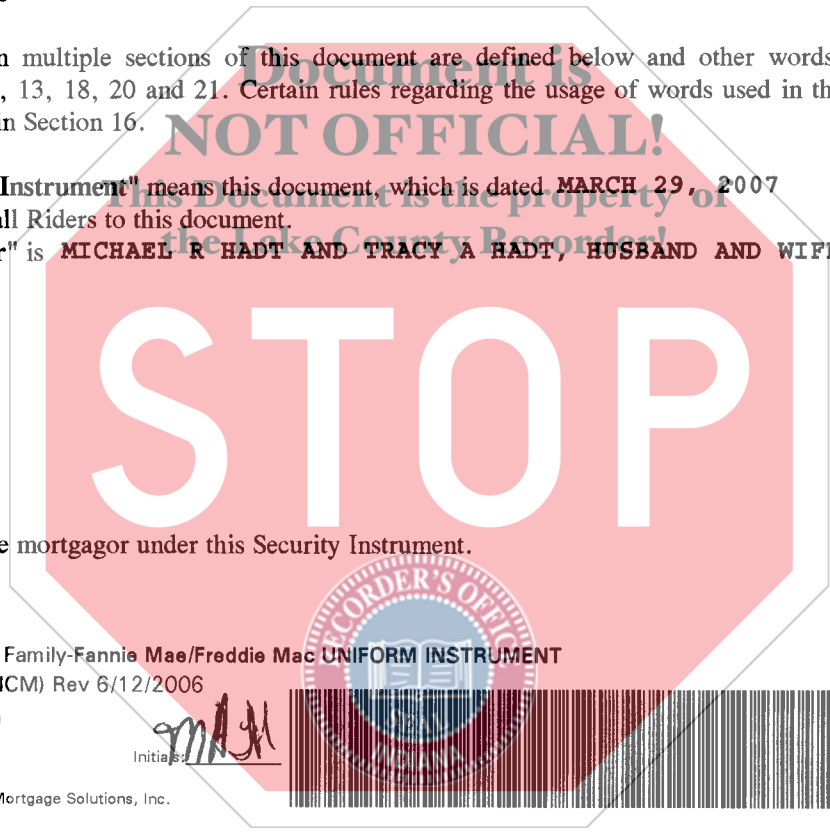 n multiple sections of this document are defined below and other words
, 13, 18, 20 and 21. Certain rules regarding the usage of words used in th
in Section 16.
Document is
NOT OFFICIAL!
This Document is the property of
the Lake County Recorder!
Instrument" means this document, which is dated MARCH 29, 2007
all Riders to this document.
r" is MICHAEL R HADT AND TRACY A HADT, HUSBAND AND WIFE
STOP
e mortgagor under this Security Instrument.
RECORDER'S OFFICE
SEAL
INDIANA
Family-Fannie Mae/Freddie Mac UNIFORM INSTRUMENT
(CM) Rev 6/12/2006
Initials:
Mortgage Solutions, Inc.